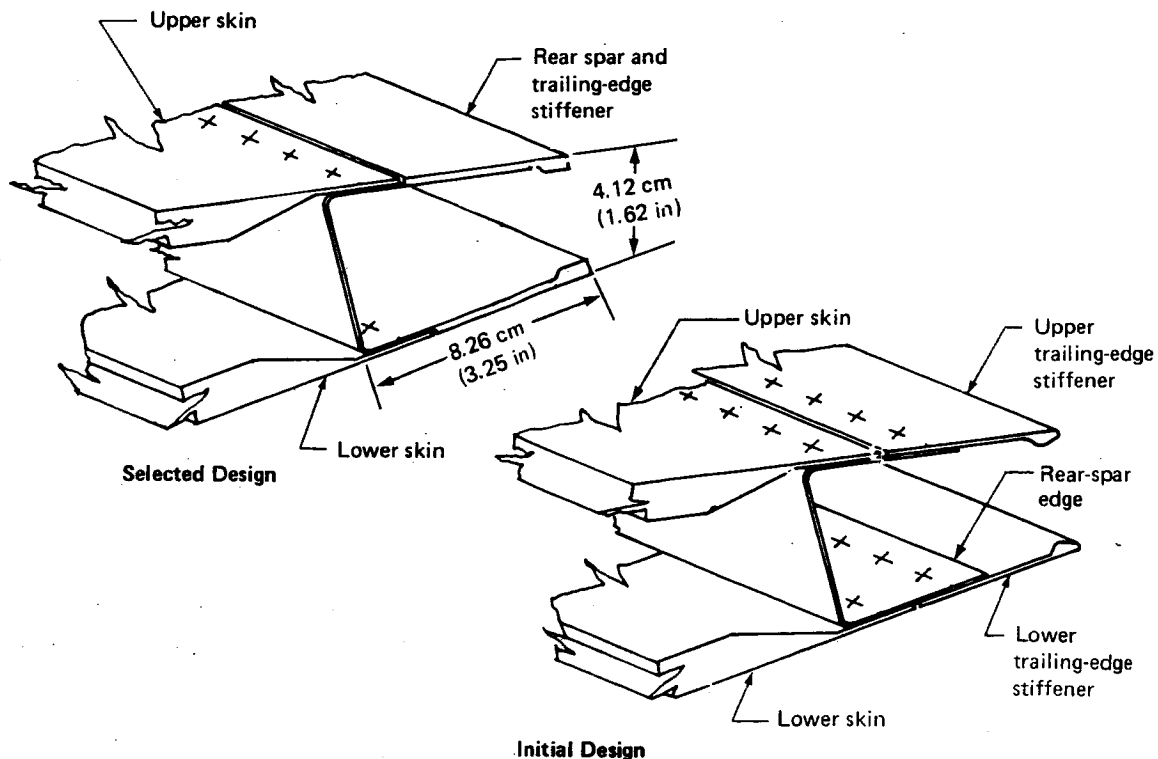 Upper skin
Rear spar and
trailing-edge
stiffener
4.12 cm
(1.62 in)
8.26 cm
(3.25 in)
Lower skin
Selected Design
Upper skin
Upper
trailing-edge
stiffener
Rear-spar
edge
Lower
trailing-edge
stiffener
Lower skin
Initial Design